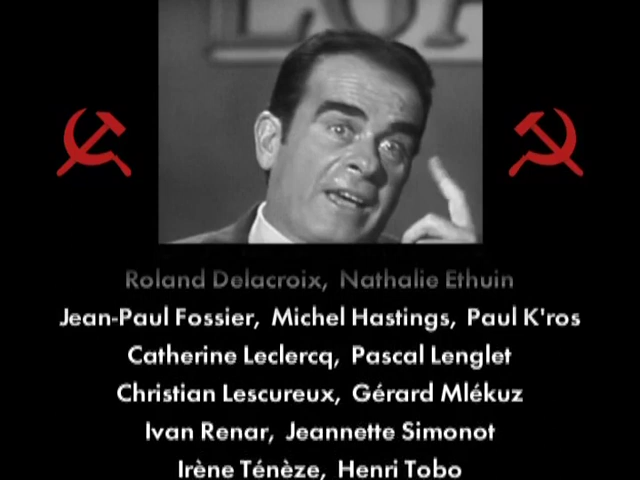 Roland Delacroix, Nathalie Ethuin
Jean-Paul Fossier, Michel Hastings, Paul K'ros
Catherine Leclercq, Pascal Lenglet
Christian Lescureux, Gérard Mlékuz
Ivan Renar, Jeannette Simonot
Irène Ténèze, Henri Tobo